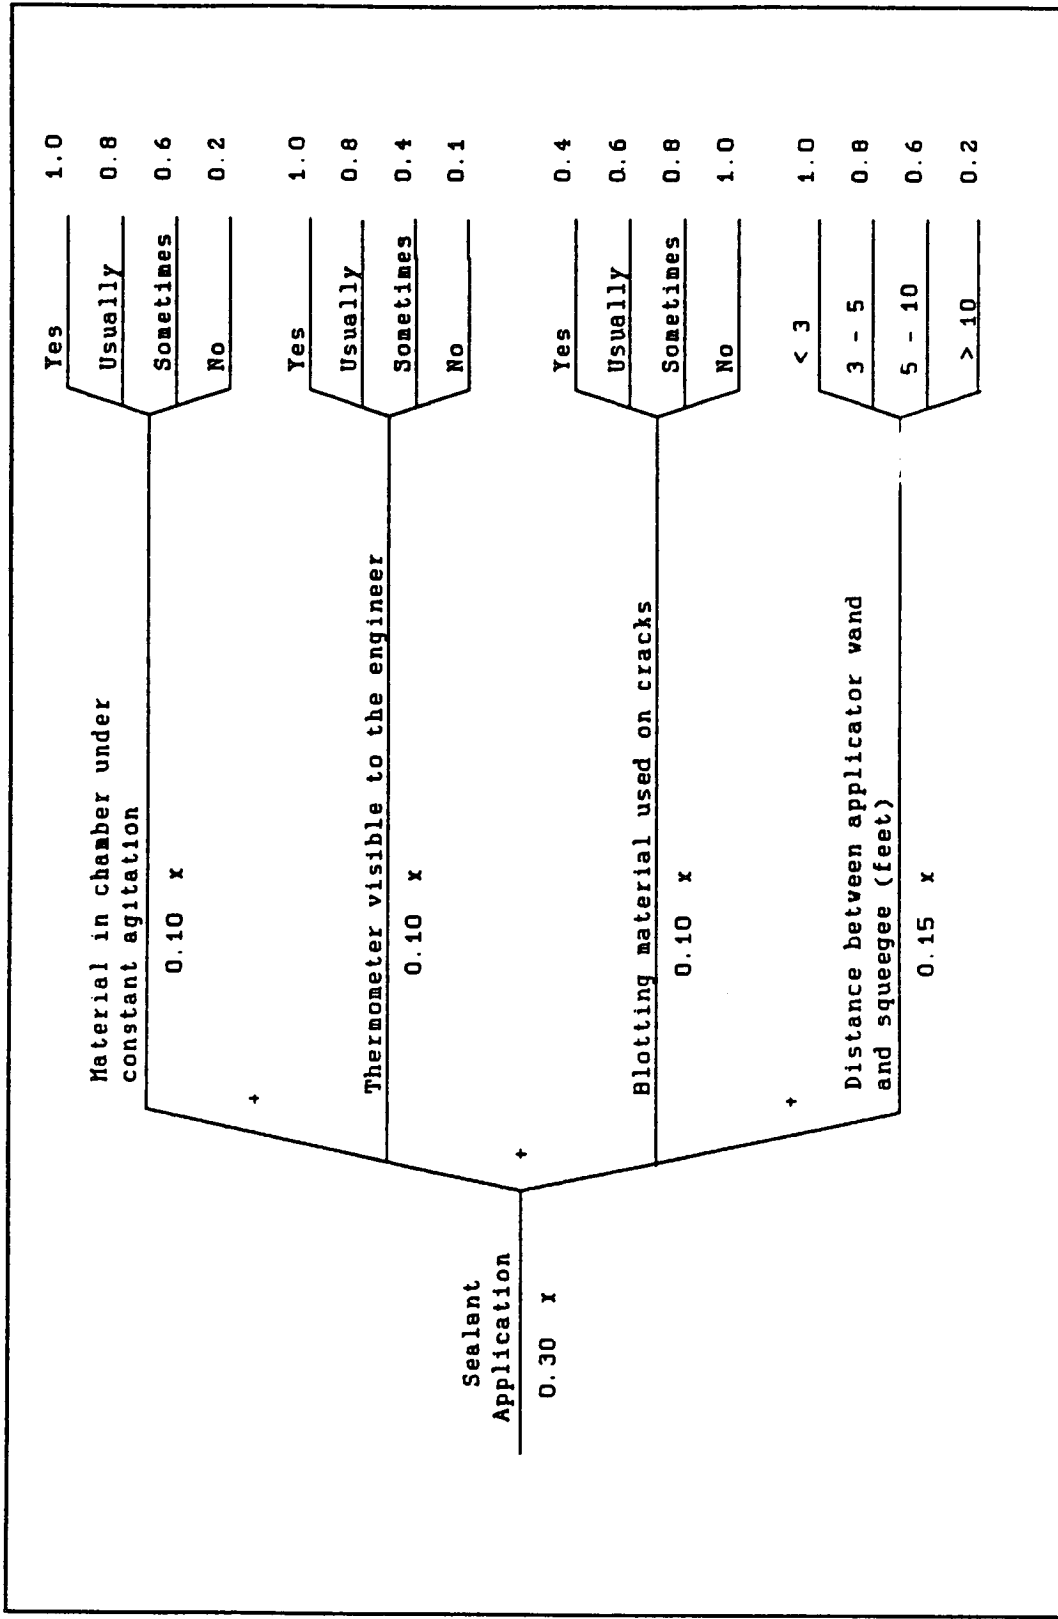 Sealant
Application
0.30 x
+
+
+
Material in chamber under
constant agitation
0.10 x
Yes 1.0
Usually 0.8
Sometimes 0.6
No 0.2
Thermometer visible to the engineer
0.10 x
Yes 1.0
Usually 0.8
Sometimes 0.4
No 0.1
Blotting material used on cracks
0.10 x
Yes 0.4
Usually 0.6
Sometimes 0.8
No 1.0
Distance between applicator wand
and squeegee (feet)
0.15 x
< 3 1.0
3 - 5 0.8
5 - 10 0.6
> 10 0.2